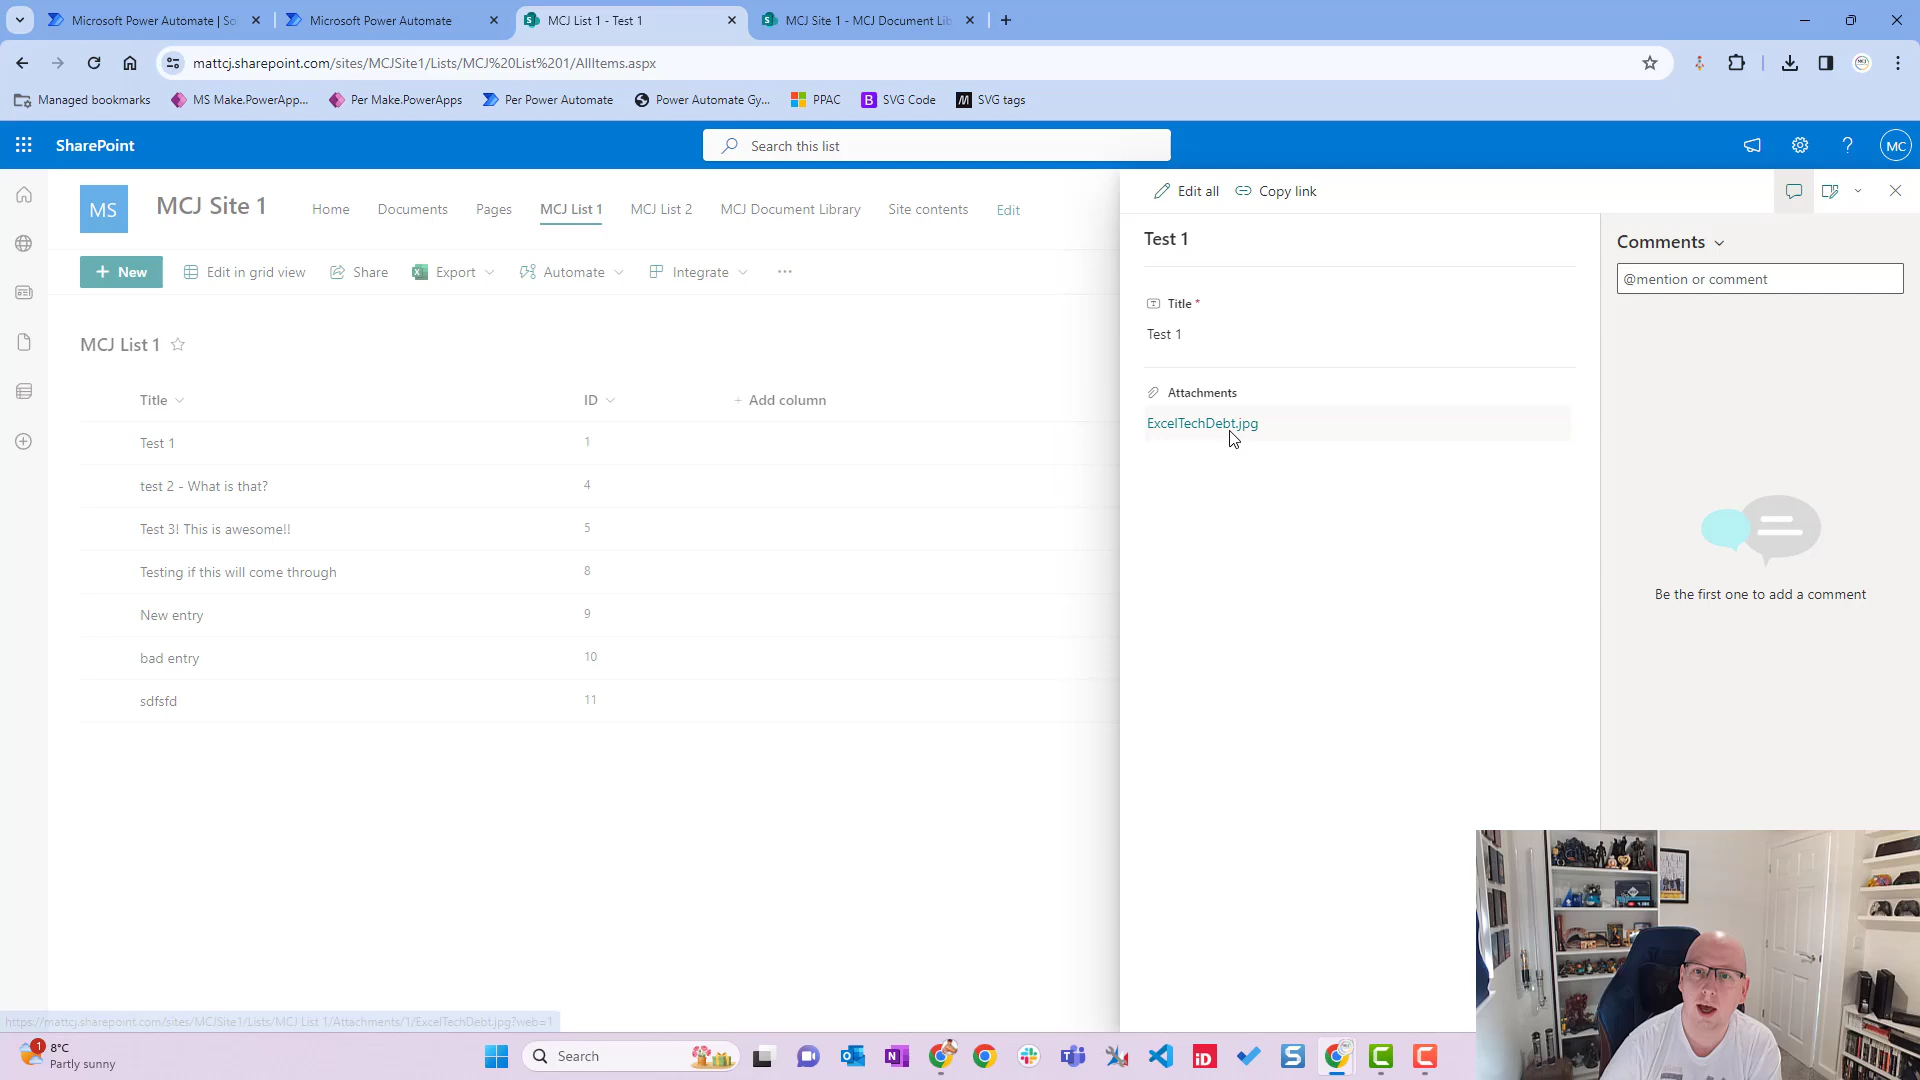 Microsoft Power Automate | So
Microsoft Power Automate
MCJ List 1 - Test 1
MCJ Site 1 - MCJ Document Lib
mattcj.sharepoint.com/sites/MCJSite1/Lists/MCJ%20List%201/AllItems.aspx
Managed bookmarks
MS Make.PowerApp...
Per Make.PowerApps
Per Power Automate
Power Automate Gy...
PPAC
SVG Code
SVG tags
SharePoint
Search this list
MC
MS
MCJ Site 1
Home
Documents
Pages
MCJ List 1
MCJ List 2
MCJ Document Library
Site contents
Edit
New
Edit in grid view
Share
Export
Automate
Integrate
MCJ List 1
Title
ID
+ Add column
Test 1
1
test 2 - What is that?
4
Test 3! This is awesome!!
5
Testing if this will come through
8
New entry
9
bad entry
10
sdfsfd
11
Edit all
Copy link
Test 1
Title *
Test 1
Attachments
ExcelTechDebt.jpg
Comments
@mention or comment
Be the first one to add a comment
https://mattcj.sharepoint.com/sites/MCJSite1/Lists/MCJ List 1/Attachments/1/ExcelTechDebt.jpg?web=1
1
8°C
Partly sunny
Search